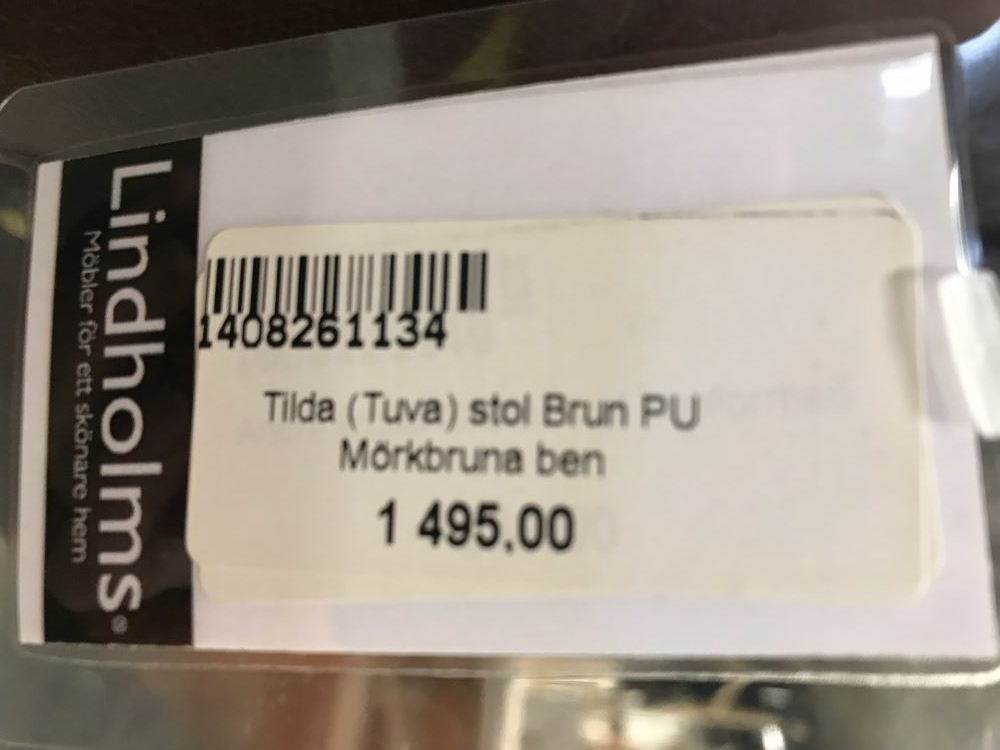 Lindholms®
Möbler för ett skönare hem
1408261134
Tilda (Tuva) stol Brun PU
Mörkbruna ben
1 495,00